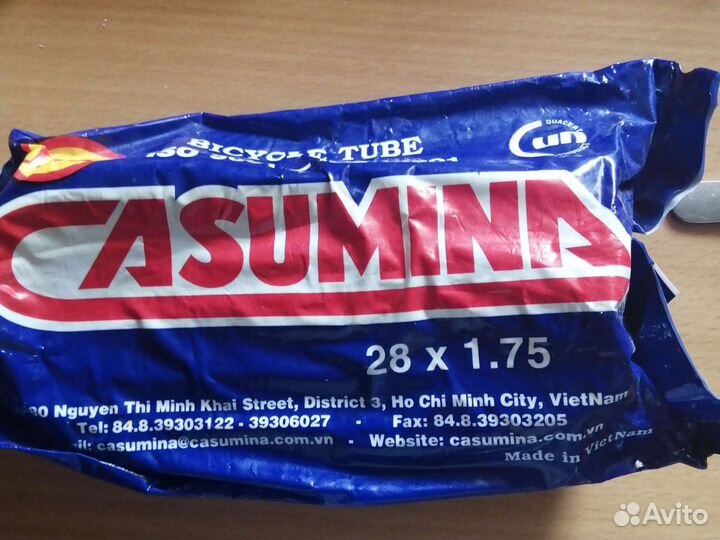 BICYCLE TUBE
QUACERT
CASUMINA
28 x 1.75
Nguyen Thi Minh Khai Street, District 3, Ho Chi Minh City, VietNam
Tel: 84.8.39303122 - 39306027 - Fax: 84.8.39303205
casumina@casumina.com.vn - Website: casumina.com.vn
Made in VietNam
Avito